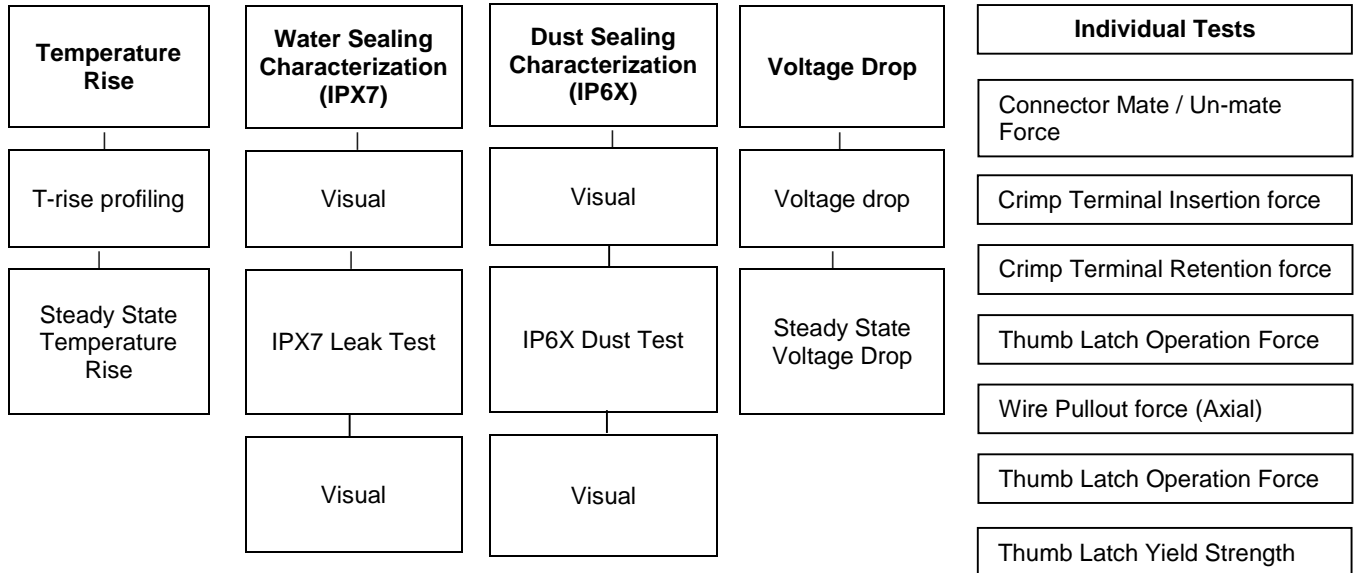 Temperature
Rise
T-rise profiling
Steady State
Temperature
Rise
Water Sealing
Characterization
(IPX7)
Visual
IPX7 Leak Test
Visual
Dust Sealing
Characterization
(IP6X)
Visual
IP6X Dust Test
Visual
Voltage Drop
Voltage drop
Steady State
Voltage Drop
Individual Tests
Connector Mate / Un-mate
Force
Crimp Terminal Insertion force
Crimp Terminal Retention force
Thumb Latch Operation Force
Wire Pullout force (Axial)
Thumb Latch Operation Force
Thumb Latch Yield Strength